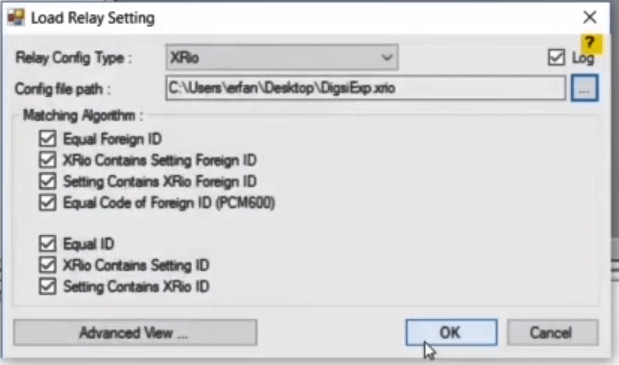 Load Relay Setting
?
Relay Config Type : XRio Log
Config file path : C:\Users\erfan\Desktop\DigsiExp.xrio ...
Matching Algorithm :
Equal Foreign ID
XRio Contains Setting Foreign ID
Setting Contains XRio Foreign ID
Equal Code of Foreign ID (PCM600)
Equal ID
XRio Contains Setting ID
Setting Contains XRio ID
Advanced View ... OK Cancel